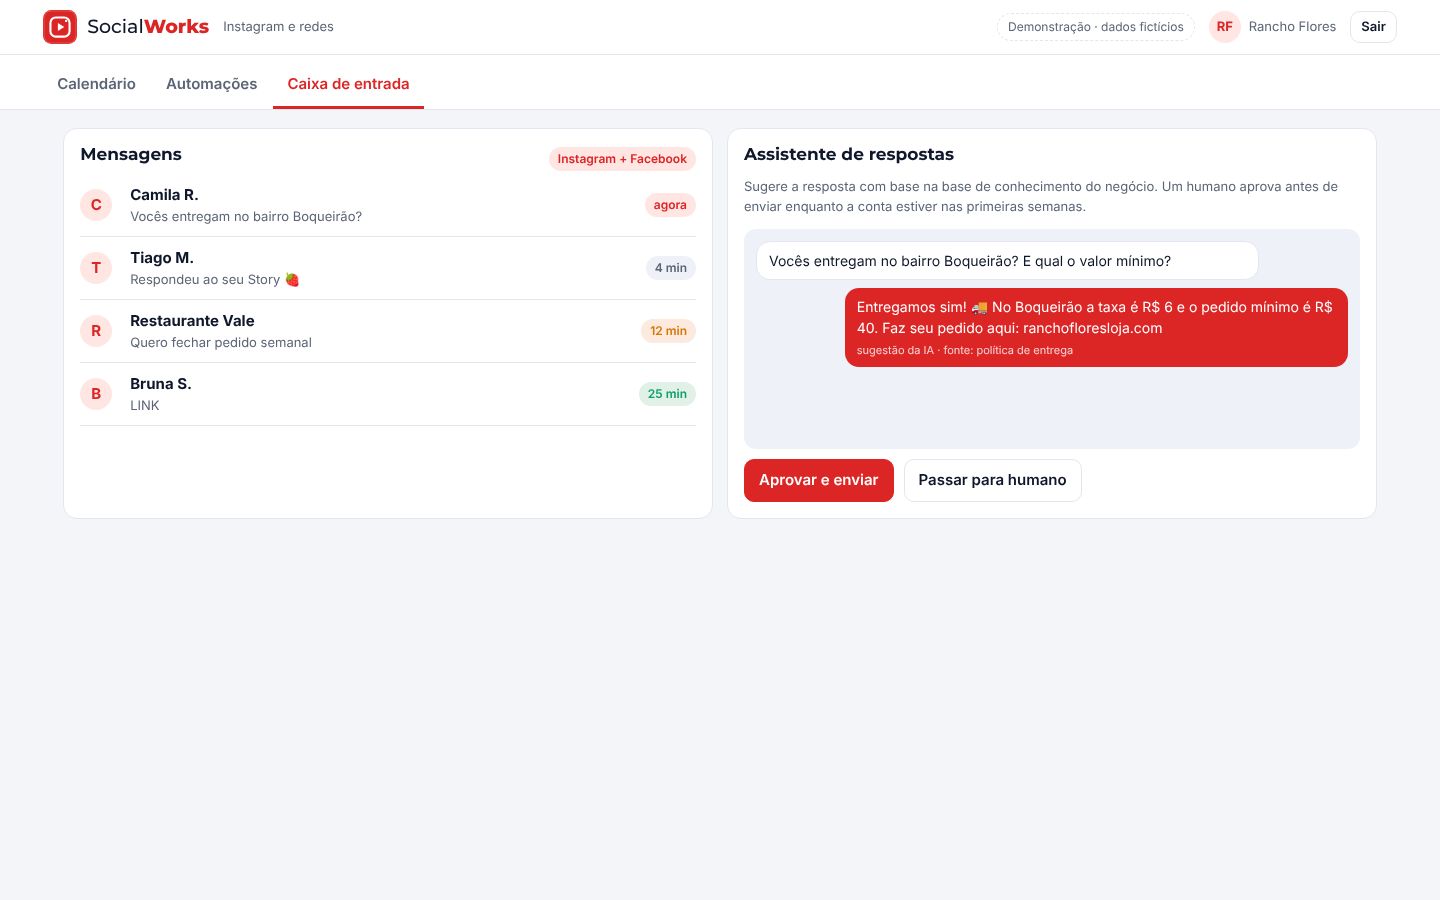 SocialWorks Instagram e redes
Demonstração · dados fictícios
RF Rancho Flores Sair
Calendário Automações Caixa de entrada
Mensagens
Instagram + Facebook
C
Camila R.
Vocês entregam no bairro Boqueirão?
agora
T
Tiago M.
Respondeu ao seu Story 🍓
4 min
R
Restaurante Vale
Quero fechar pedido semanal
12 min
B
Bruna S.
LINK
25 min
Assistente de respostas
Sugere a resposta com base na base de conhecimento do negócio. Um humano aprova antes de
enviar enquanto a conta estiver nas primeiras semanas.
Vocês entregam no bairro Boqueirão? E qual o valor mínimo?
Entregamos sim! 🚚 No Boqueirão a taxa é R$ 6 e o pedido mínimo é R$
40. Faz seu pedido aqui: ranchofloresloja.com
sugestão da IA · fonte: política de entrega
Aprovar e enviar
Passar para humano